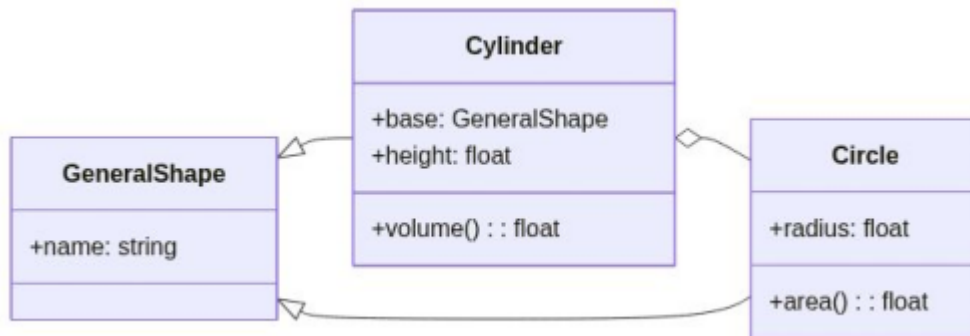 GeneralShape
+name: string
Cylinder
+base: GeneralShape
+height: float
+volume() : : float
Circle
+radius: float
+area() : : float